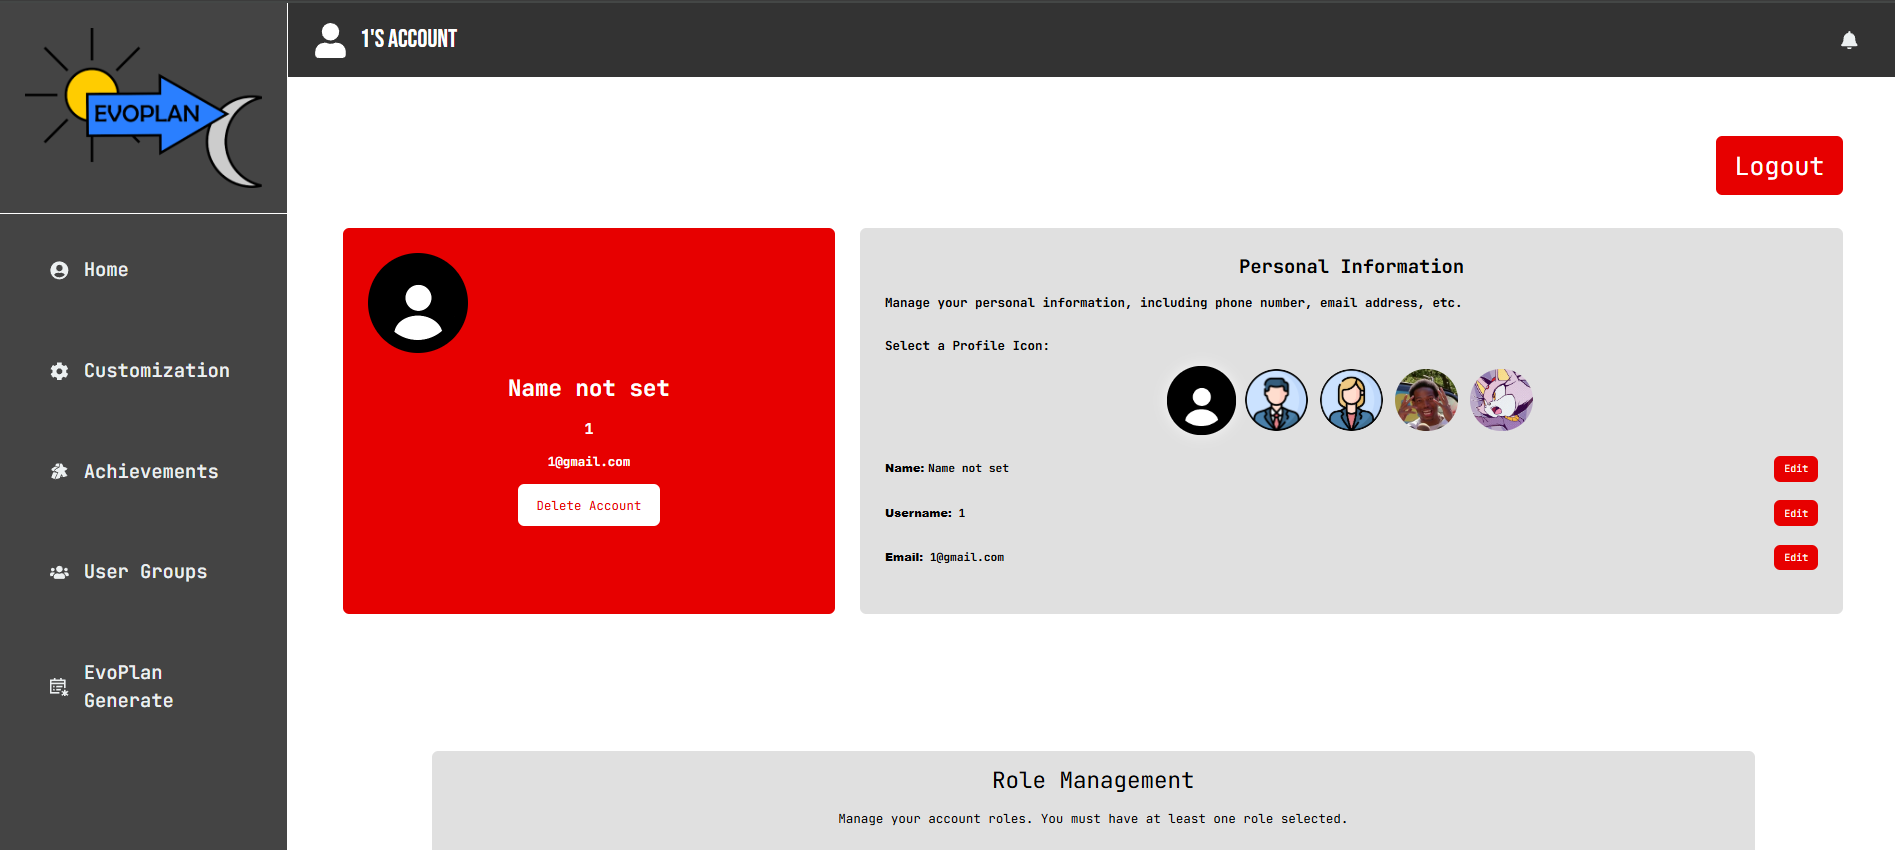 EVOPLAN
1'S ACCOUNT
Home
Customization
Achievements
User Groups
EvoPlan
Generate
Logout
Name not set
1
1@gmail.com
Delete Account
Personal Information
Manage your personal information, including phone number, email address, etc.
Select a Profile Icon:
Name: Name not set
Edit
Username: 1
Edit
Email: 1@gmail.com
Edit
Role Management
Manage your account roles. You must have at least one role selected.